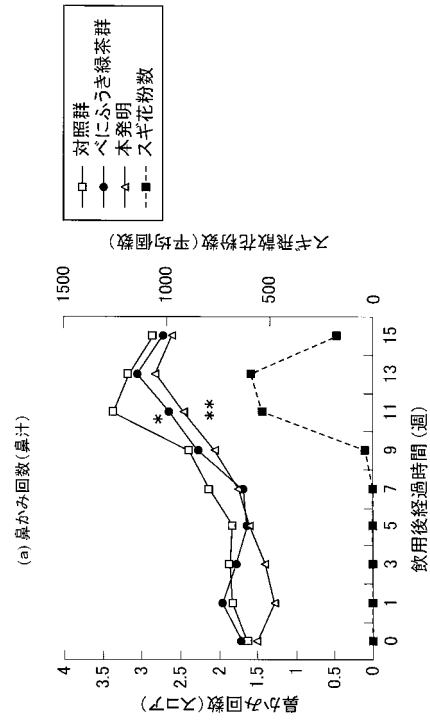 (a) 鼻かみ回数(鼻汁)
対照群
べにふうき緑茶群
本発明
スギ花粉数
鼻かみ回数(スコア)
4
3.5
3
2.5
2
1.5
1
0.5
0
*
**
スギ飛散花粉数(平均個数)
1500
1000
500
0
0 1 3 5 7 9 11 13 15
飲用後経過時間(週)